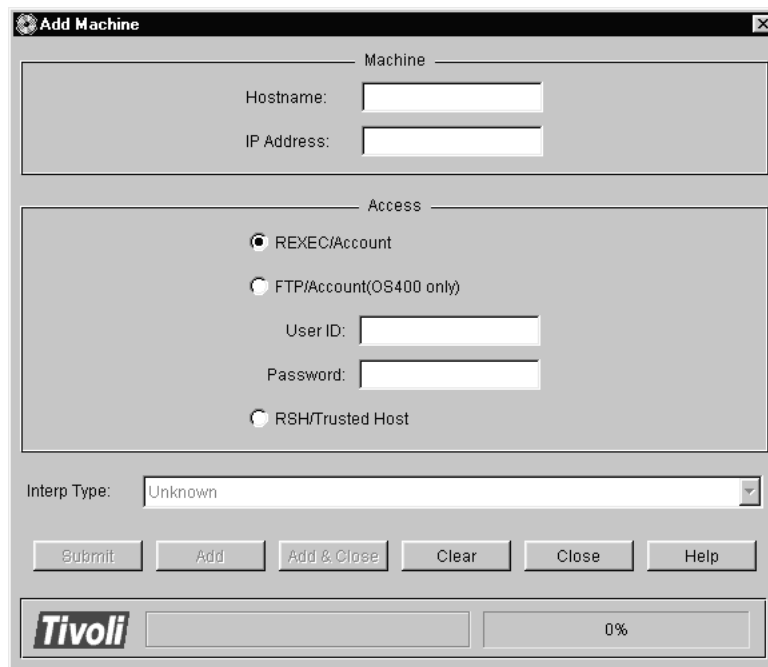 Add Machine
Machine
Hostname:
IP Address:
Access
REXEC/Account
FTP/Account(OS400 only)
User ID:
Password:
RSH/Trusted Host
Interp Type: Unknown
Submit Add Add & Close Clear Close Help
Tivoli 0%